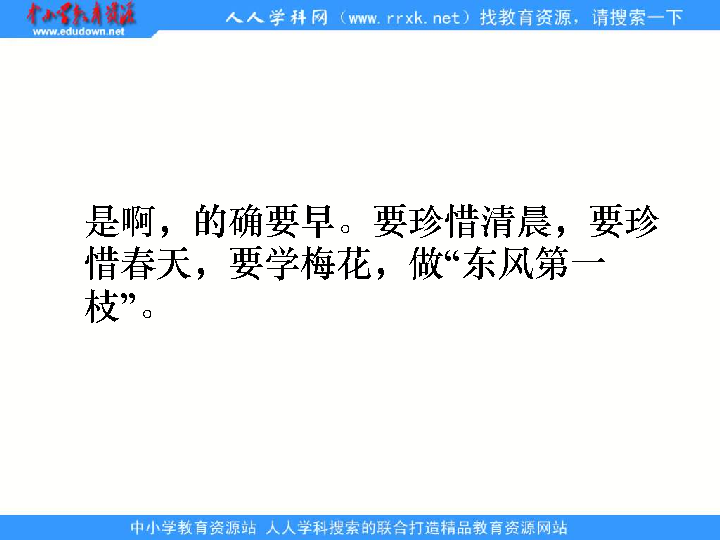 中小学教育资源
www.edudown.net
人人学科网（www.rrxk.net）找教育资源，请搜索一下
是啊，的确要早。要珍惜清晨，要珍
惜春天，要学梅花，做“东风第一
枝”。
中小学教育资源站 人人学科搜索的联合打造精品教育资源网站